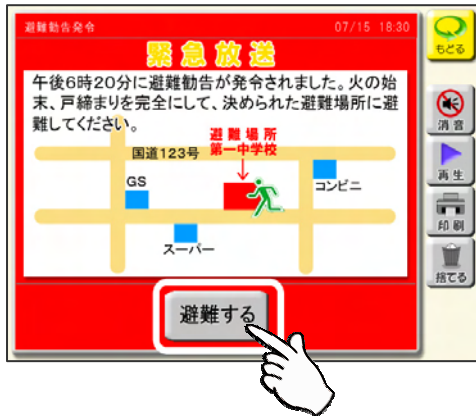 避難勧告発令 07/15 18:30
緊急放送
午後6時20分に避難勧告が発令されました。火の始
末、戸締まりを完全にして、決められた避難場所に避
難してください。
避難場所
国道123号 第一中学校
GS
コンビニ
スーパー
避難する
もどる
消音
再生
印刷
捨てる